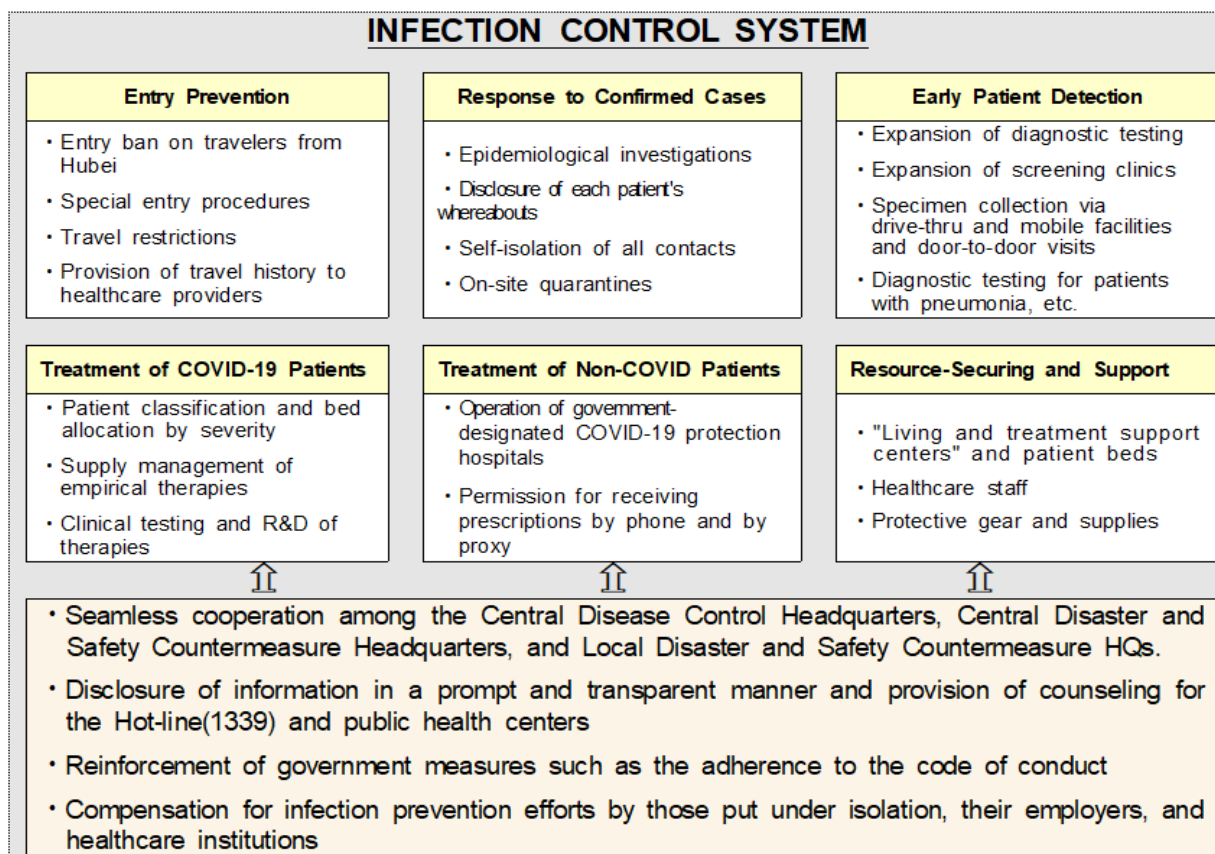 INFECTION CONTROL SYSTEM
Entry Prevention
· Entry ban on travelers from
Hubei
· Special entry procedures
· Travel restrictions
· Provision of travel history to
healthcare providers
Response to Confirmed Cases
· Epidemiological investigations
· Disclosure of each patient's
whereabouts
· Self-isolation of all contacts
· On-site quarantines
Early Patient Detection
· Expansion of diagnostic testing
· Expansion of screening clinics
· Specimen collection via
drive-thru and mobile facilities
and door-to-door visits
· Diagnostic testing for patients
with pneumonia, etc.
Treatment of COVID-19 Patients
· Patient classification and bed
allocation by severity
· Supply management of
empirical therapies
· Clinical testing and R&D of
therapies
Treatment of Non-COVID Patients
· Operation of government-
designated COVID-19 protection
hospitals
· Permission for receiving
prescriptions by phone and by
proxy
Resource-Securing and Support
· "Living and treatment support
centers" and patient beds
· Healthcare staff
· Protective gear and supplies
· Seamless cooperation among the Central Disease Control Headquarters, Central Disaster and
Safety Countermeasure Headquarters, and Local Disaster and Safety Countermeasure HQs.
· Disclosure of information in a prompt and transparent manner and provision of counseling for
the Hot-line(1339) and public health centers
· Reinforcement of government measures such as the adherence to the code of conduct
· Compensation for infection prevention efforts by those put under isolation, their employers, and
healthcare institutions